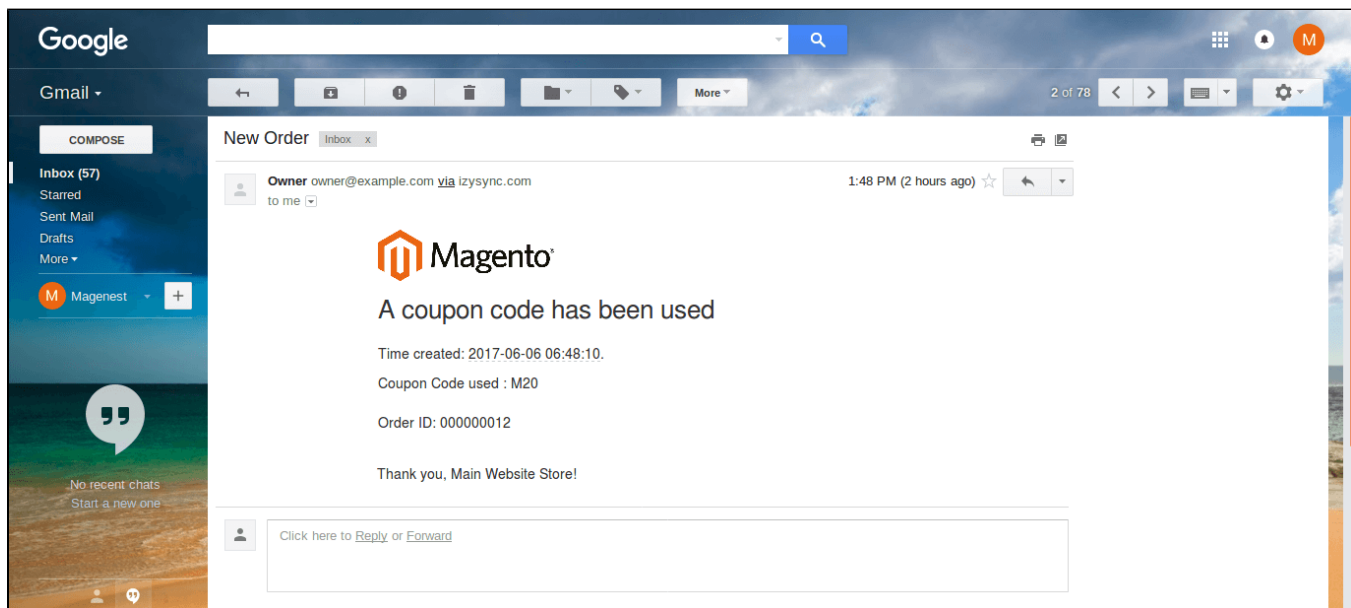 Google
M
Gmail
More
2 of 78
COMPOSE
New Order Inbox x
Inbox (57)
Starred
Sent Mail
Drafts
More
Owner owner@example.com via izysync.com
1:48 PM (2 hours ago)
to me
M Magenest +
Magento
A coupon code has been used
Time created: 2017-06-06 06:48:10.
Coupon Code used : M20
Order ID: 000000012
Thank you, Main Website Store!
No recent chats
Start a new one
Click here to Reply or Forward